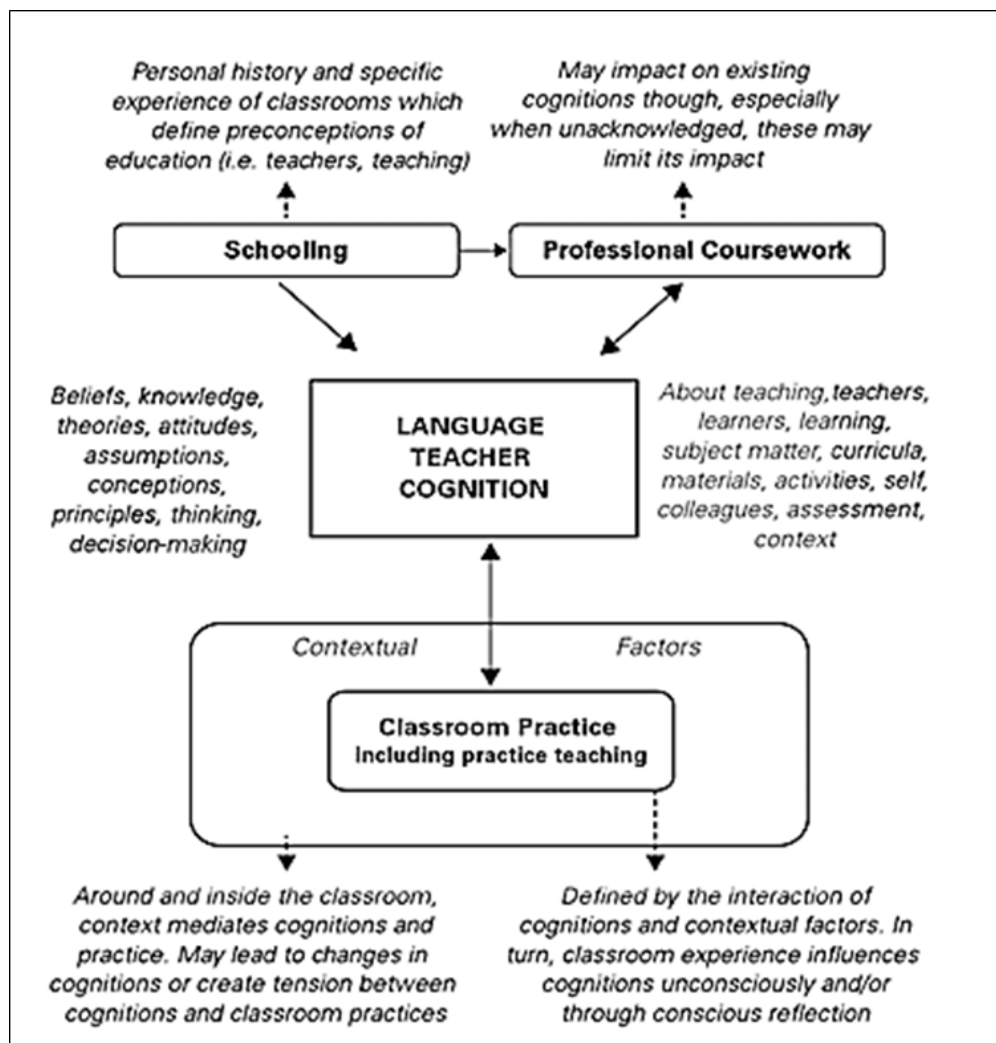 Personal history and specific
experience of classrooms which
define preconceptions of
education (i.e. teachers, teaching)
May impact on existing
cognitions though, especially
when unacknowledged, these may
limit its impact
Schooling
Professional Coursework
Beliefs, knowledge,
theories, attitudes,
assumptions,
conceptions,
principles, thinking,
decision-making
LANGUAGE
TEACHER
COGNITION
About teaching, teachers,
learners, learning,
subject matter, curricula,
materials, activities, self,
colleagues, assessment,
context
Contextual Factors
Classroom Practice
Including practice teaching
Around and inside the classroom,
context mediates cognitions and
practice. May lead to changes in
cognitions or create tension between
cognitions and classroom practices
Defined by the interaction of
cognitions and contextual factors. In
turn, classroom experience influences
cognitions unconsciously and/or
through conscious reflection